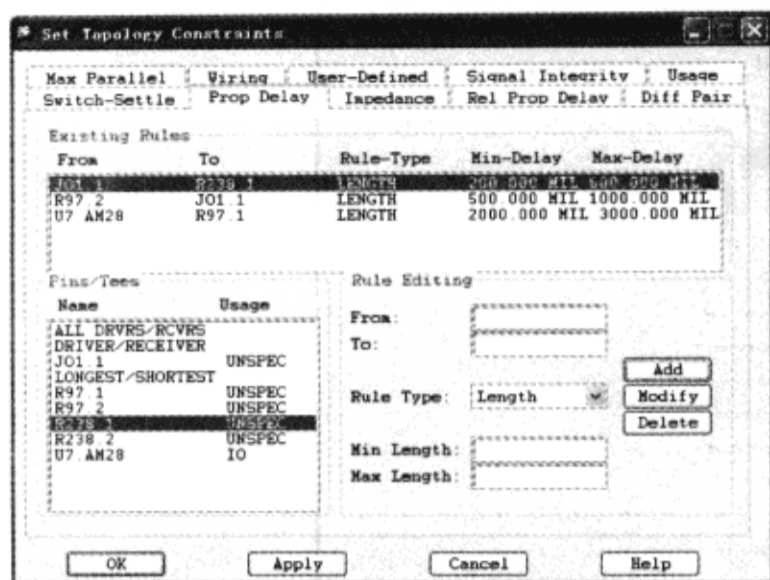 Set Topology Constraints
Max Parallel Wiring User-Defined Signal Integrity Usage
Switch-Settle Prop Delay Impedance Rel Prop Delay Diff Pair
Existing Rules
From To Rule-Type Min-Delay Max-Delay
JO1.1 R238.1 LENGTH 200.000 MIL 600.000 MIL
R97.2 JO1.1 LENGTH 500.000 MIL 1000.000 MIL
U7 AM28 R97.1 LENGTH 2000.000 MIL 3000.000 MIL
Pins/Tees
Name Usage
ALL DRVRS/RCVRS
DRIVER/RECEIVER
JO1.1 UNSPEC
LONGEST/SHORTEST
R97.1 UNSPEC
R97.2 UNSPEC
R238.1 UNSPEC
R238.2 UNSPEC
U7.AM28 IO
Rule Editing
From:
To:
Rule Type: Length
Min Length:
Max Length:
Add
Modify
Delete
OK Apply Cancel Help